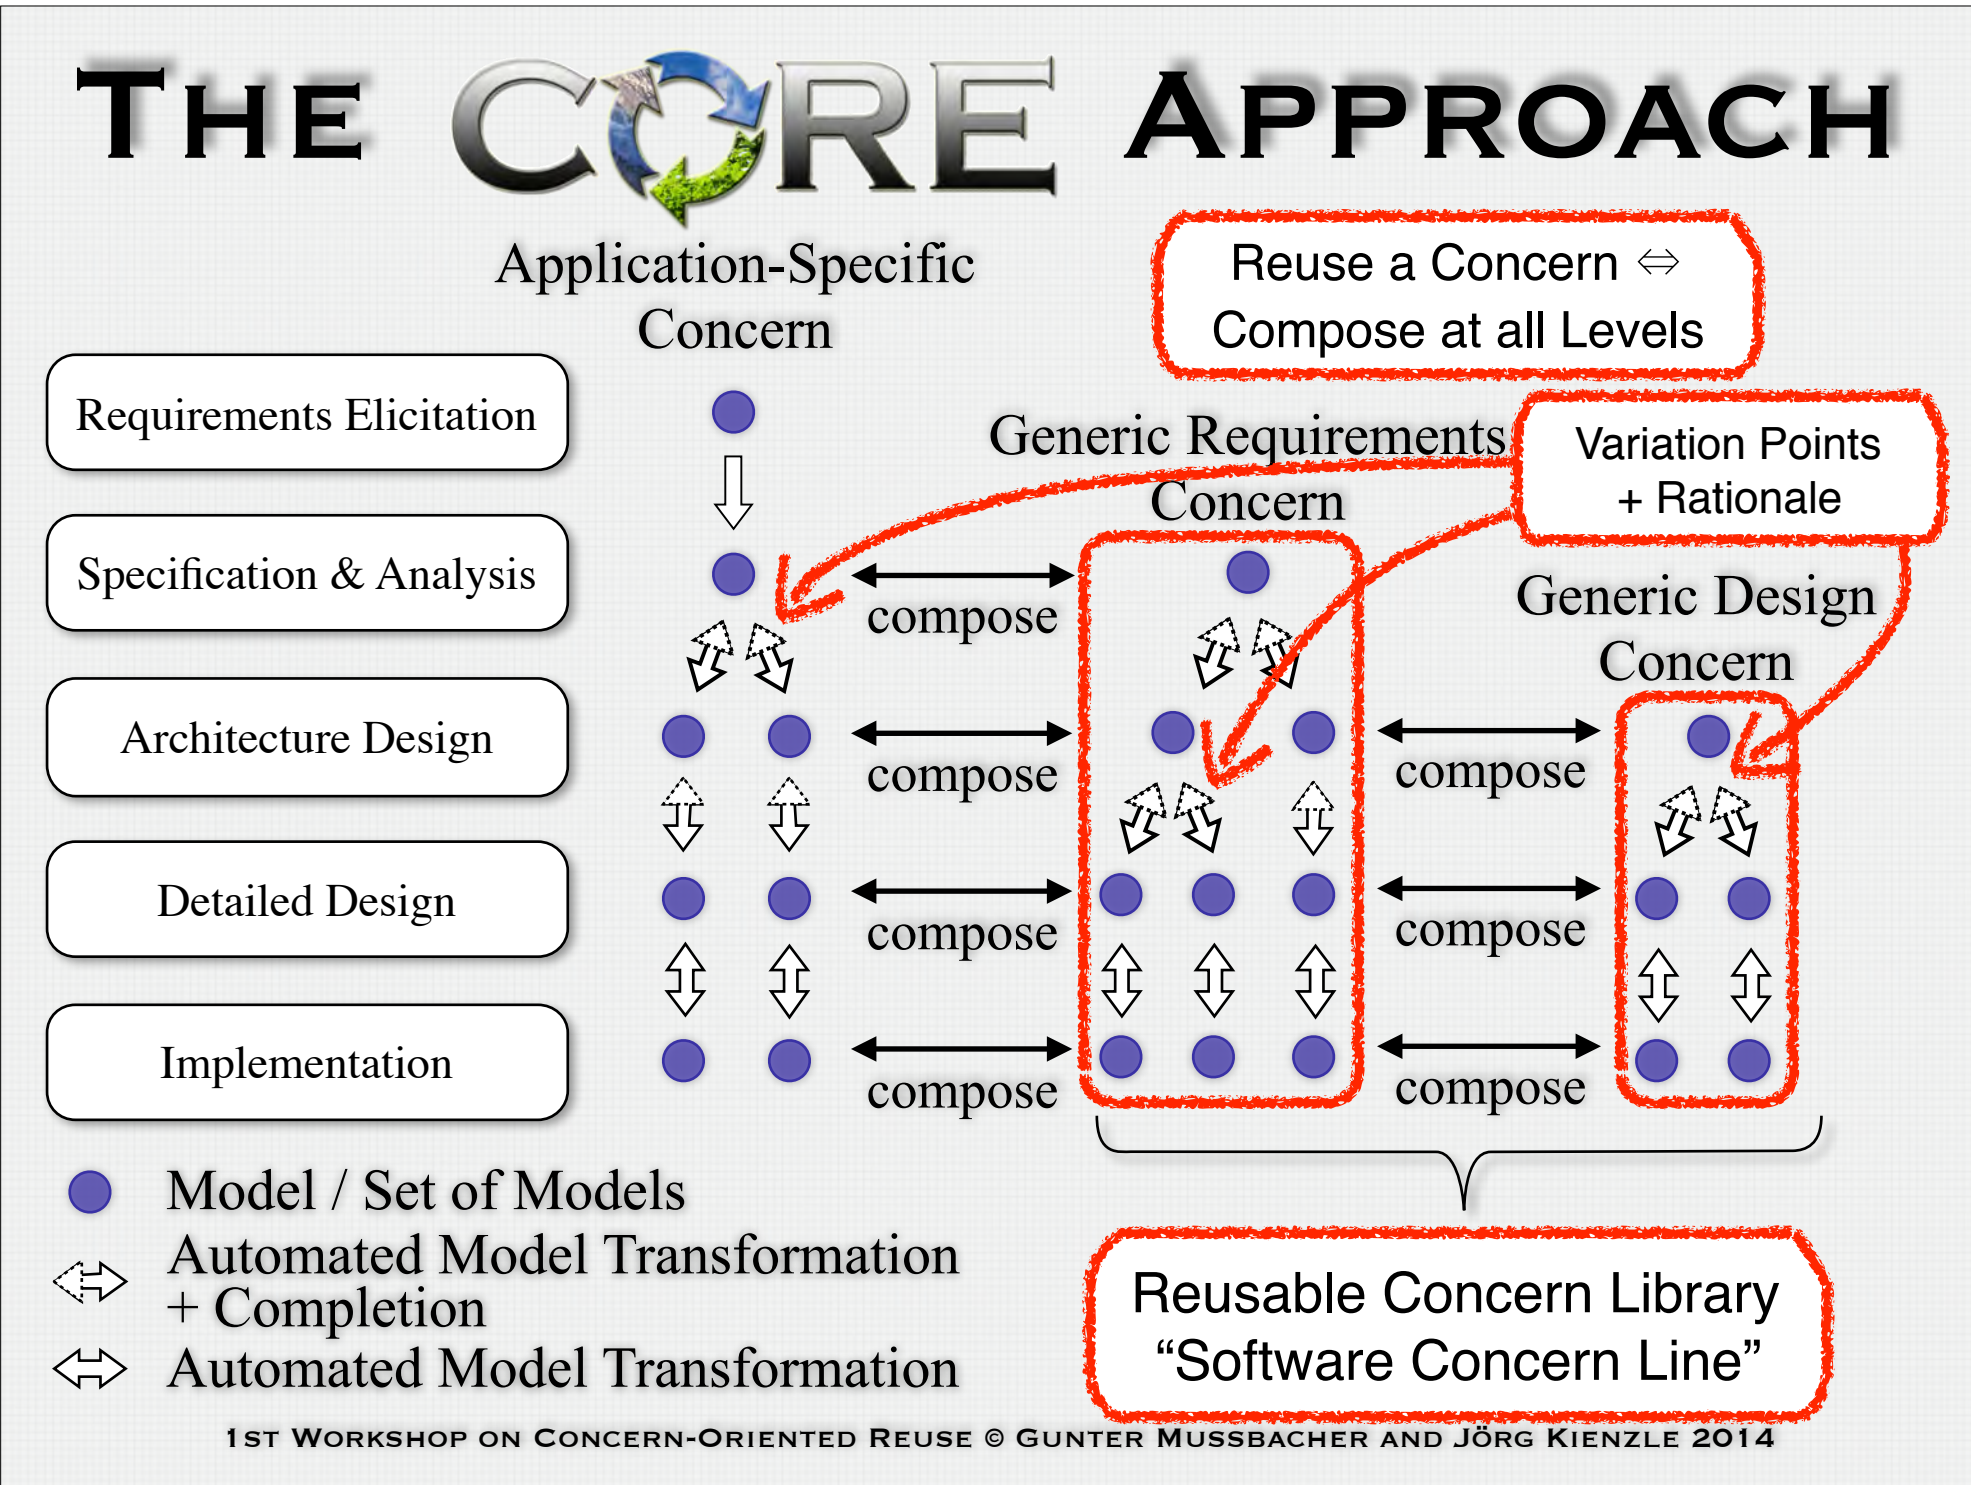 THE CORE APPROACH
Application-Specific
Concern
Reuse a Concern ⇔
Compose at all Levels
Requirements Elicitation
Generic Requirements
Concern
Variation Points
+ Rationale
Specification & Analysis
compose
Generic Design
Concern
Architecture Design
compose
compose
Detailed Design
compose
compose
Implementation
compose
compose
Model / Set of Models
Automated Model Transformation
+ Completion
Automated Model Transformation
Reusable Concern Library
“Software Concern Line”
1st Workshop on Concern-Oriented Reuse © Gunter Mussbacher and Jörg Kienzle 2014